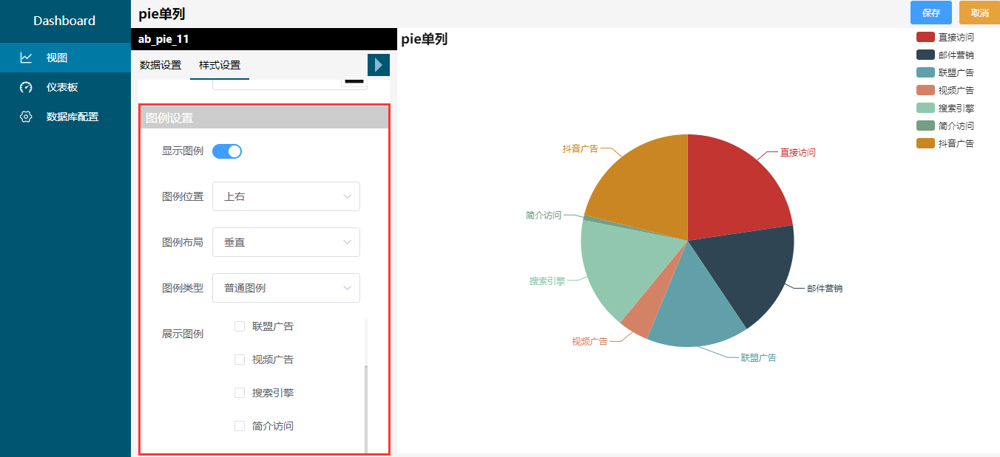 Dashboard
视图
仪表板
数据库配置
pie单列
保存
取消
ab_pie_11
数据设置
样式设置
图例设置
显示图例
图例位置
上右
图例布局
垂直
图例类型
普通图例
展示图例
联盟广告
视频广告
搜索引擎
简介访问
pie单列
直接访问
邮件营销
联盟广告
视频广告
搜索引擎
简介访问
抖音广告
抖音广告
直接访问
简介访问
搜索引擎
邮件营销
视频广告
联盟广告